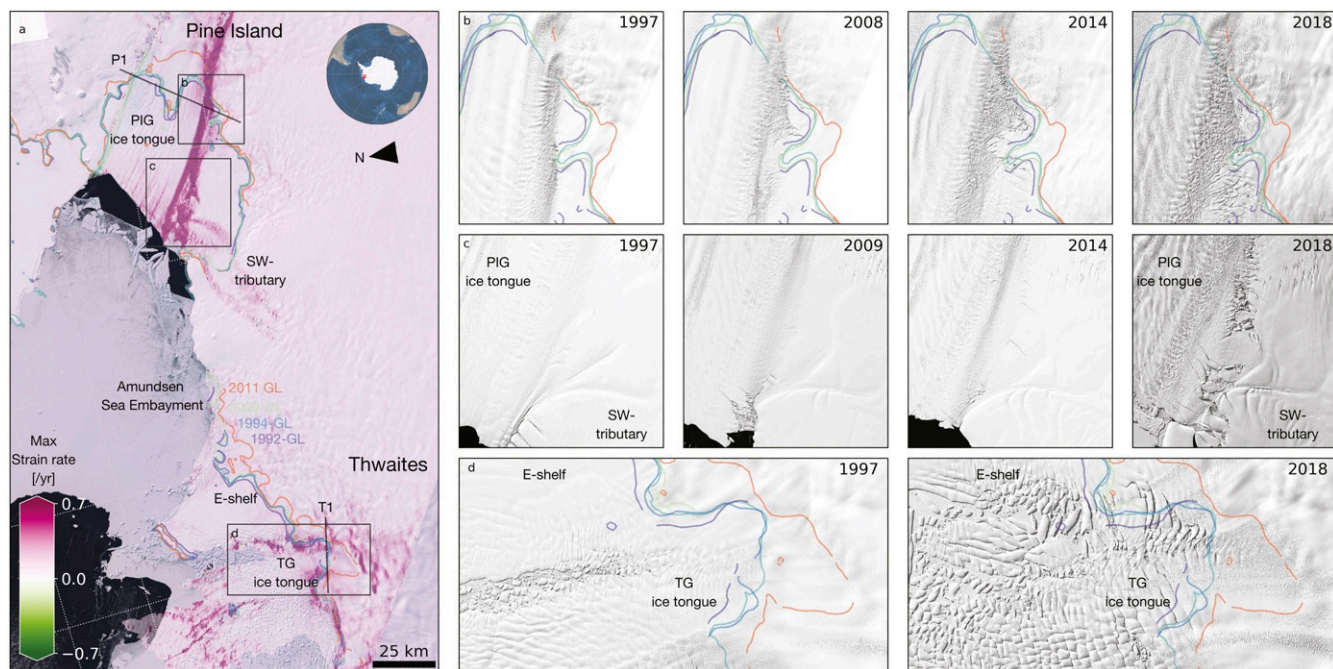 a
Pine Island
P1
b
PIG
ice tongue
N
c
SW-
tributary
Amundsen
Sea Embayment
2011 GL
1994-GL
1992-GL
Max
Strain rate
[/yr]
Thwaites
E-shelf
0.7
T1
d
TG
ice tongue
0.0
−0.7
25 km
b
1997
2008
2014
2018
c
1997
PIG
ice tongue
SW-
tributary
2009
2014
2018
PIG
ice tongue
SW-
tributary
d
E-shelf
1997
TG
ice tongue
E-shelf
2018
TG
ice tongue